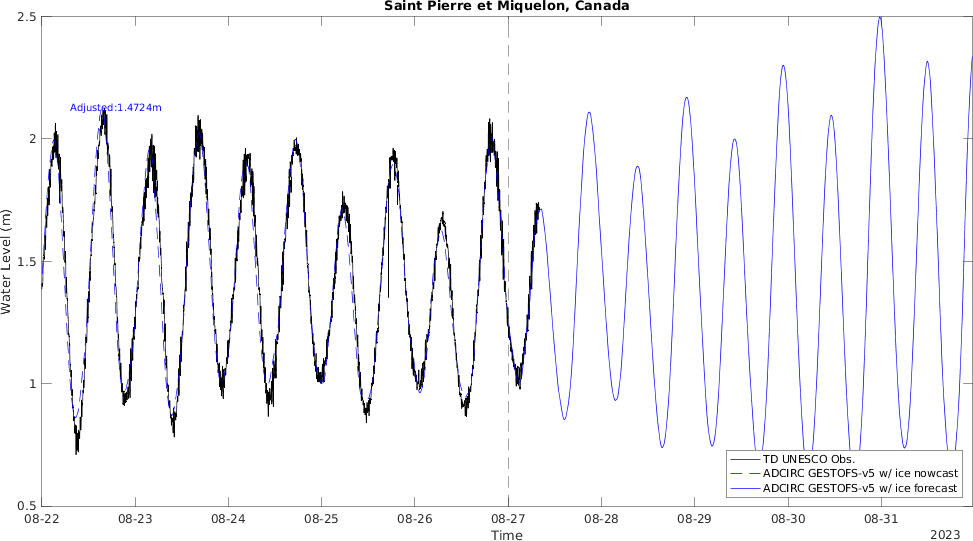 Saint Pierre et Miquelon, Canada
2.5
Adjusted:1.4724m
2
1.5
1
0.5
Water Level (m)
TD UNESCO Obs.
ADCIRC GESTOFS-v5 w/ ice nowcast
ADCIRC GESTOFS-v5 w/ ice forecast
08-22 08-23 08-24 08-25 08-26 08-27 08-28 08-29 08-30 08-31
Time
2023